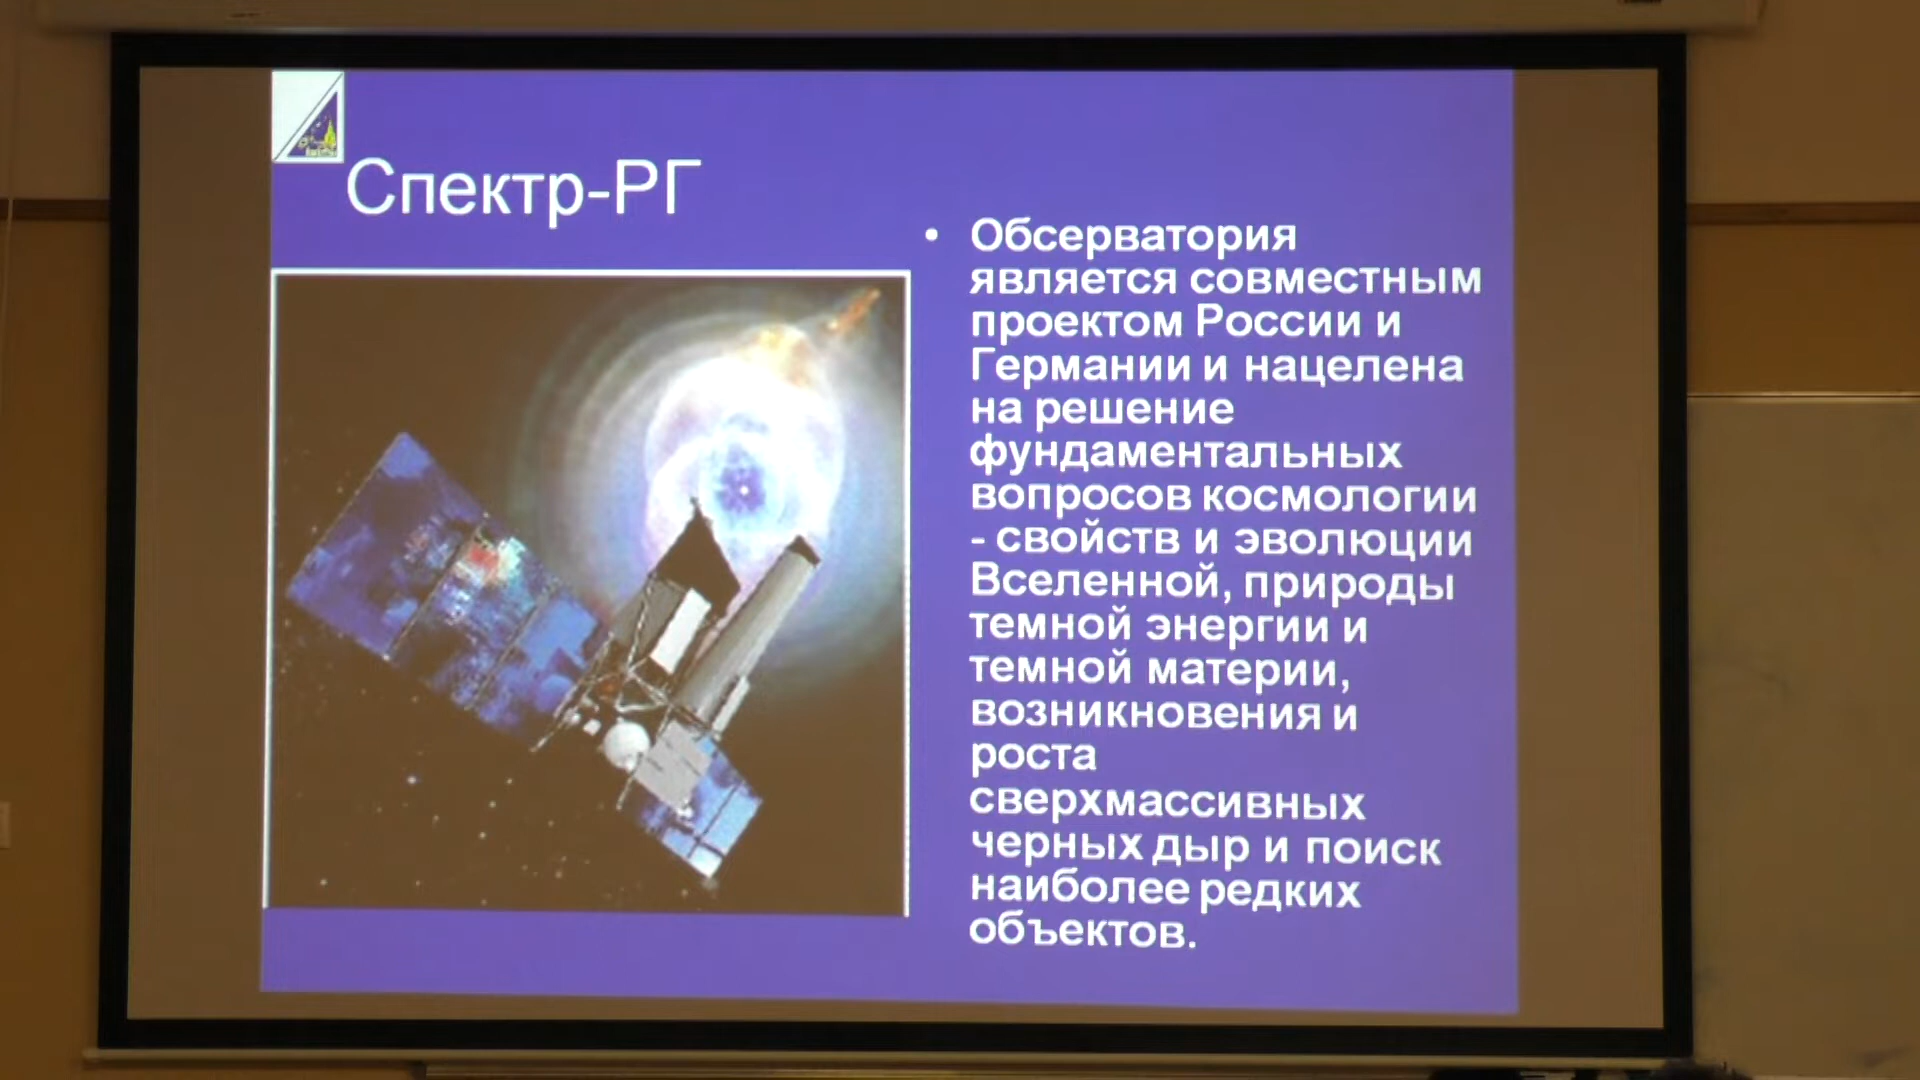 Спектр-РГ
• Обсерватория
является совместным
проектом России и
Германии и нацелена
на решение
фундаментальных
вопросов космологии
- свойств и эволюции
Вселенной, природы
темной энергии и
темной материи,
возникновения и
роста
сверхмассивных
черных дыр и поиск
наиболее редких
объектов.